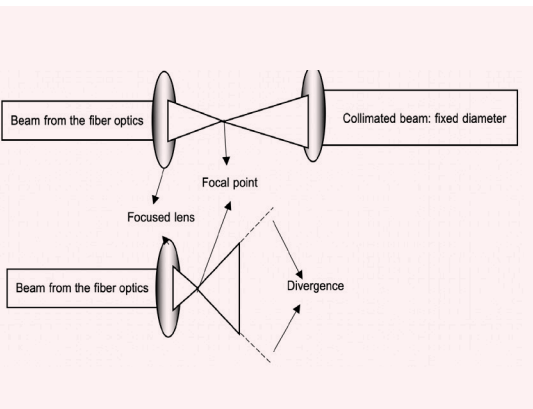 Beam from the fiber optics
Collimated beam: fixed diameter
Focal point
Focused lens
Beam from the fiber optics
Divergence